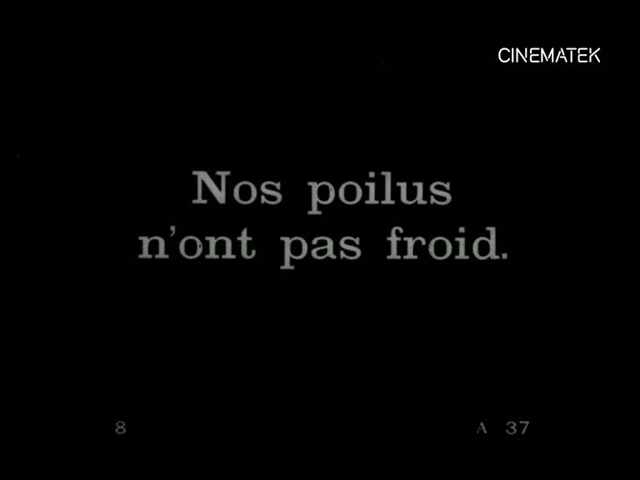 CINEMATEK
Nos poilus
n'ont pas froid.
8 A 37